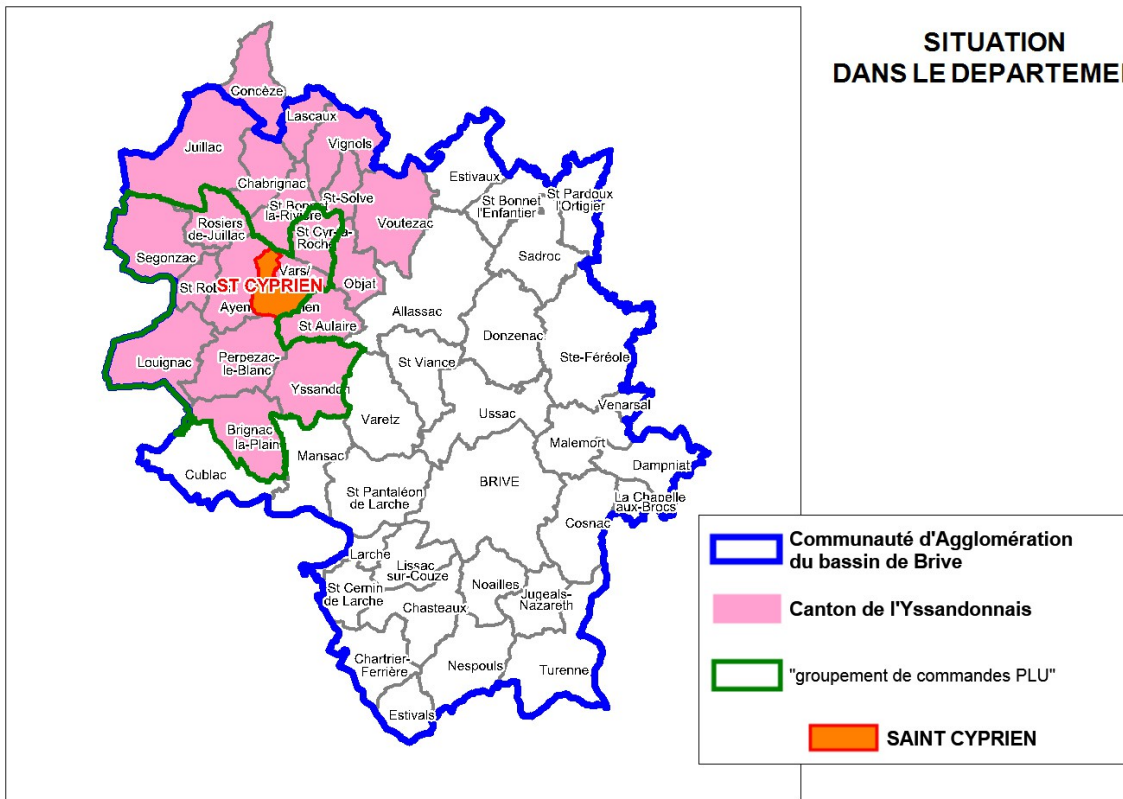 SITUATION
DANS LE DEPARTEME
Concèze
Lascaux
Juillac
Vignols
Estivaux
Chabrignac
St-Solve
St Pardoux
l'Ortigier
St Bonnet
l'Enfantier
St Bonnet
la-Rivière
Voutezac
Rosiers
de-Juillac
St Cyr-la-
Roche
Segonzac
Sadroc
Vars/
Objat
St Rob
ST CYPRIEN
Ayen
St Aulaire
Allassac
Donzenac
Ste-Féréole
Louignac
Perpezac-
le-Blanc
St Viance
Yssandon
Venarsal
Varetz
Ussac
Brignac
la-Plain
Malemort
Mansac
Dampniat
Cublac
BRIVE
St Pantaléon
de Larche
La Chapelle
aux-Brocs
Cosnac
Larche
Lissac
sur-Couze
Noailles
St Cernin
de Larche
Jugeals-
Nazareth
Chasteaux
Chartrier-
Ferrière
Nespouls
Turenne
Estivals
Communauté d'Agglomération
du bassin de Brive
Canton de l'Yssandonnais
"groupement de commandes PLU"
SAINT CYPRIEN